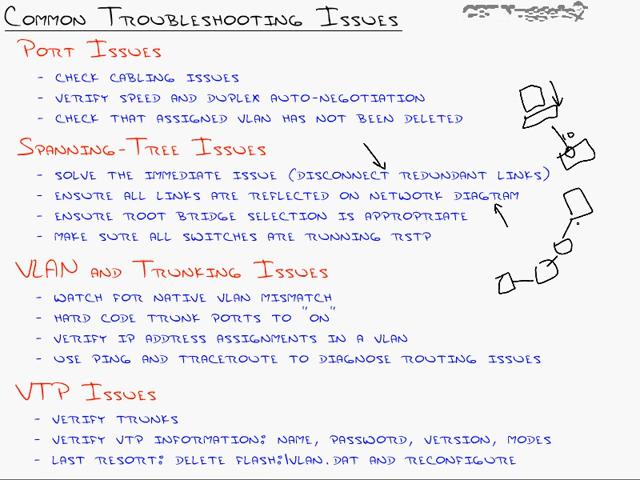 Common Troubleshooting Issues
Port Issues
- Check cabling issues
- Verify speed and duplex auto-negotiation
- Check that assigned VLAN has not been deleted
Spanning-Tree Issues
- Solve the immediate issue (disconnect redundant links)
- Ensure all links are reflected on network diagram
- Ensure root bridge selection is appropriate
- Make sure all switches are running RSTP
VLAN and Trunking Issues
- Watch for native VLAN mismatch
- Hard code trunk ports to "on"
- Verify IP address assignments in a VLAN
- Use ping and traceroute to diagnose routing issues
VTP Issues
- Verify trunks
- Verify VTP information: name, password, version, modes
- Last resort: delete flash:\vlan.dat and reconfigure